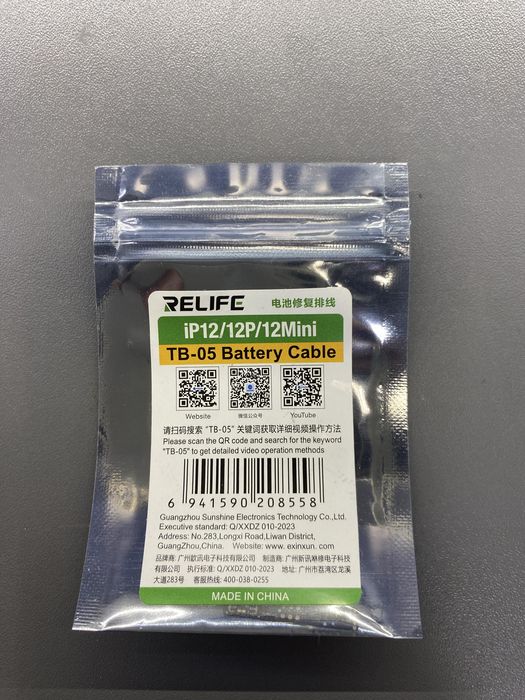 RELIFE 电池修复排线
iP12/12P/12Mini
TB-05 Battery Cable
Website 微信公众号 YouTube
请扫码搜索 “TB-05” 关键词获取详细视频操作方法
Please scan the QR code and search for the keyword
"TB-05" to get detailed video operation methods
6 941590 208558
Guangzhou Sunshine Electronics Technology Co.,Ltd.
Executive standard: Q/XXDZ 010-2023
Address: No.283,Longxi Road,Liwan District,
GuangZhou,China. Website: www.exinxun.com
品牌商: 广州歆讯电子科技有限公司 制造商: 广州新讯 修电子科技
有限公司 执行标准: Q/XXDZ 010-2023 地址: 广州市荔湾区龙溪
大道283号 客服热线: 400-038-0255
MADE IN CHINA